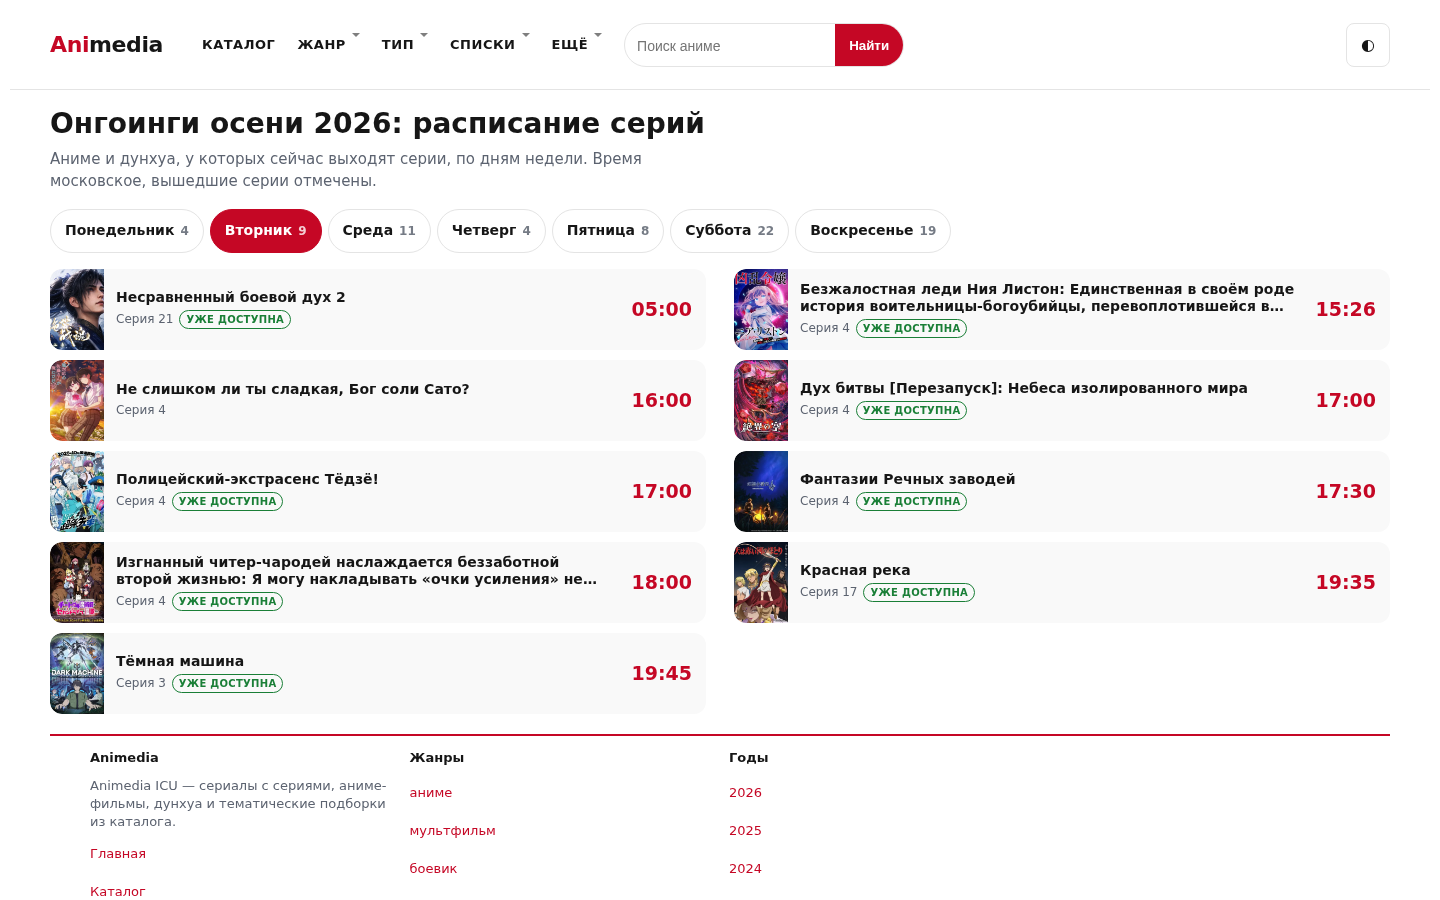 Animedia
КАТАЛОГ
ЖАНР
ТИП
СПИСКИ
ЕЩЁ
Поиск аниме
Найти
Онгоинги осени 2026: расписание серий
Аниме и дунхуа, у которых сейчас выходят серии, по дням недели. Время
московское, вышедшие серии отмечены.
Понедельник 4
Вторник 9
Среда 11
Четверг 4
Пятница 8
Суббота 22
Воскресенье 19
Несравненный боевой дух 2
Серия 21 УЖЕ ДОСТУПНА
05:00
Безжалостная леди Ния Листон: Единственная в своём роде
история воительницы-богоубийцы, перевоплотившейся в…
Серия 4 УЖЕ ДОСТУПНА
15:26
Не слишком ли ты сладкая, Бог соли Сато?
Серия 4
16:00
Дух битвы [Перезапуск]: Небеса изолированного мира
Серия 4 УЖЕ ДОСТУПНА
17:00
Полицейский-экстрасенс Тёдзё!
Серия 4 УЖЕ ДОСТУПНА
17:00
Фантазии Речных заводей
Серия 4 УЖЕ ДОСТУПНА
17:30
Изгнанный читер-чародей наслаждается беззаботной
второй жизнью: Я могу накладывать «очки усиления» не…
Серия 4 УЖЕ ДОСТУПНА
18:00
Красная река
Серия 17 УЖЕ ДОСТУПНА
19:35
DARK MACHINE
Тёмная машина
Серия 3 УЖЕ ДОСТУПНА
19:45
Animedia
Animedia ICU — сериалы с сериями, аниме-
фильмы, дунхуа и тематические подборки
из каталога.
Главная
Каталог
Жанры
аниме
мультфильм
боевик
Годы
2026
2025
2024